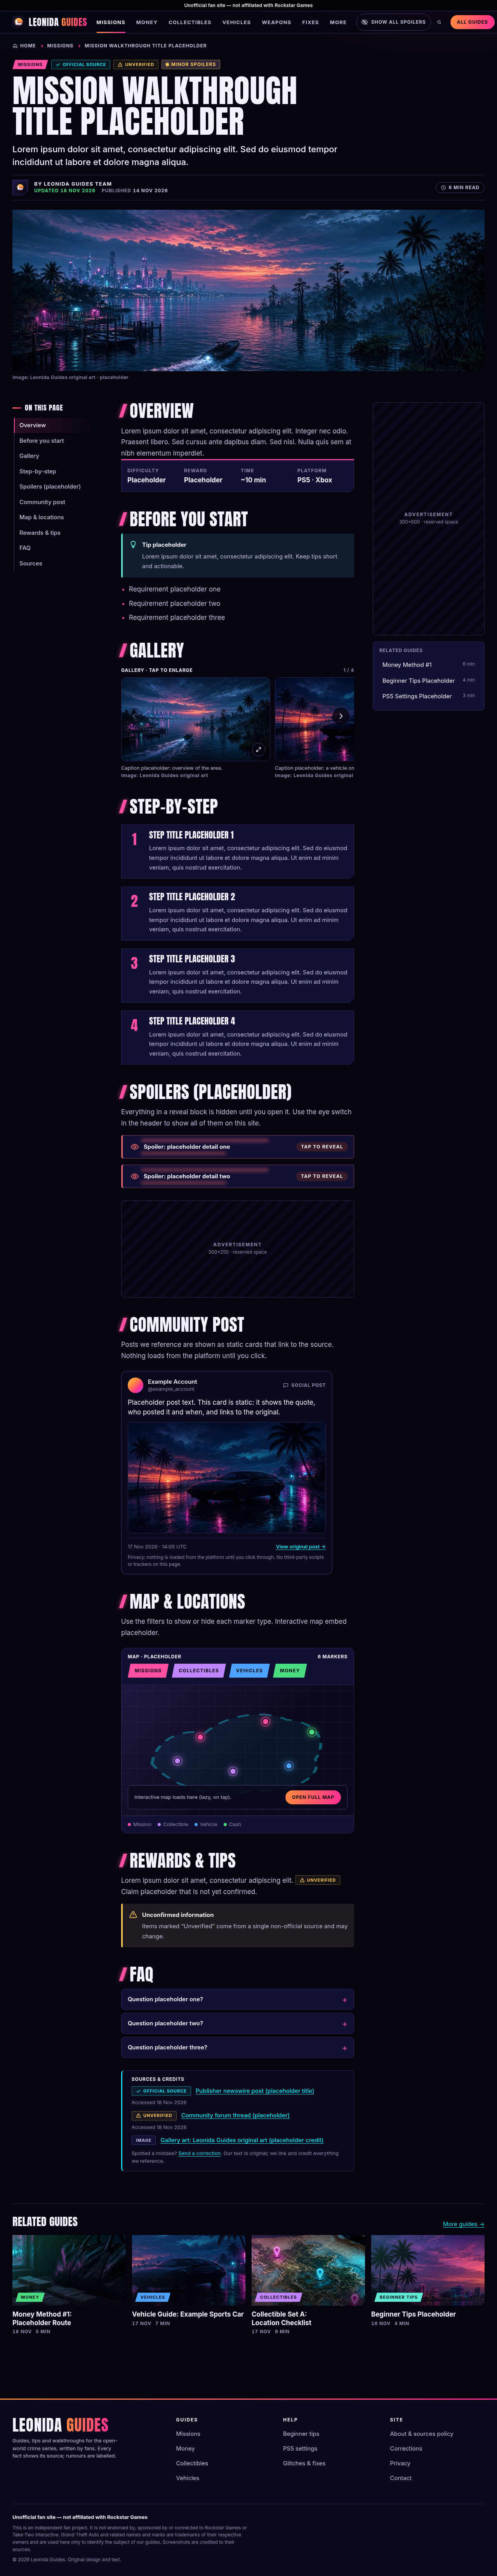 Unofficial fan site — not affiliated with Rockstar Games
LEONIDA GUIDES
MISSIONS
MONEY
COLLECTIBLES
VEHICLES
WEAPONS
FIXES
MORE
SHOW ALL SPOILERS
ALL GUIDES
HOME
MISSIONS
MISSION WALKTHROUGH TITLE PLACEHOLDER
MISSIONS
OFFICIAL SOURCE
UNVERIFIED
MINOR SPOILERS
MISSION WALKTHROUGH
TITLE PLACEHOLDER
Lorem ipsum dolor sit amet, consectetur adipiscing elit. Sed do eiusmod tempor
incididunt ut labore et dolore magna aliqua.
BY LEONIDA GUIDES TEAM
UPDATED 18 NOV 2026 PUBLISHED 14 NOV 2026
6 MIN READ
Image: Leonida Guides original art · placeholder
ON THIS PAGE
Overview
Before you start
Gallery
Step-by-step
Spoilers (placeholder)
Community post
Map & locations
Rewards & tips
FAQ
Sources
OVERVIEW
Lorem ipsum dolor sit amet, consectetur adipiscing elit. Integer nec odio.
Praesent libero. Sed cursus ante dapibus diam. Sed nisi. Nulla quis sem at
nibh elementum imperdiet.
DIFFICULTY
Placeholder
REWARD
Placeholder
TIME
~10 min
PLATFORM
PS5 · Xbox
BEFORE YOU START
Tip placeholder
Lorem ipsum dolor sit amet, consectetur adipiscing elit. Keep tips short
and actionable.
Requirement placeholder one
Requirement placeholder two
Requirement placeholder three
GALLERY
GALLERY · TAP TO ENLARGE
1 / 4
Caption placeholder: overview of the area.
Image: Leonida Guides original art
Caption placeholder: a vehicle on
Image: Leonida Guides original
STEP-BY-STEP
1
STEP TITLE PLACEHOLDER 1
Lorem ipsum dolor sit amet, consectetur adipiscing elit. Sed do eiusmod
tempor incididunt ut labore et dolore magna aliqua. Ut enim ad minim
veniam, quis nostrud exercitation.
2
STEP TITLE PLACEHOLDER 2
Lorem ipsum dolor sit amet, consectetur adipiscing elit. Sed do eiusmod
tempor incididunt ut labore et dolore magna aliqua. Ut enim ad minim
veniam, quis nostrud exercitation.
3
STEP TITLE PLACEHOLDER 3
Lorem ipsum dolor sit amet, consectetur adipiscing elit. Sed do eiusmod
tempor incididunt ut labore et dolore magna aliqua. Ut enim ad minim
veniam, quis nostrud exercitation.
4
STEP TITLE PLACEHOLDER 4
Lorem ipsum dolor sit amet, consectetur adipiscing elit. Sed do eiusmod
tempor incididunt ut labore et dolore magna aliqua. Ut enim ad minim
veniam, quis nostrud exercitation.
SPOILERS (PLACEHOLDER)
Everything in a reveal block is hidden until you open it. Use the eye switch
in the header to show all of them on this site.
Spoiler: placeholder detail one
TAP TO REVEAL
Spoiler: placeholder detail two
TAP TO REVEAL
ADVERTISEMENT
300×250 · reserved space
COMMUNITY POST
Posts we reference are shown as static cards that link to the source.
Nothing loads from the platform until you click.
Example Account
@example_account
SOCIAL POST
Placeholder post text. This card is static: it shows the quote,
who posted it and when, and links to the original.
17 Nov 2026 · 14:05 UTC
View original post →
Privacy: nothing is loaded from the platform until you click through. No third-party scripts
or trackers on this page.
MAP & LOCATIONS
Use the filters to show or hide each marker type. Interactive map embed
placeholder.
MAP · PLACEHOLDER
6 MARKERS
MISSIONS
COLLECTIBLES
VEHICLES
MONEY
Interactive map loads here (lazy, on tap).
OPEN FULL MAP
Mission
Collectible
Vehicle
Cash
REWARDS & TIPS
Lorem ipsum dolor sit amet, consectetur adipiscing elit. UNVERIFIED
Claim placeholder that is not yet confirmed.
Unconfirmed information
Items marked "Unverified" come from a single non-official source and may
change.
FAQ
Question placeholder one?
+
Question placeholder two?
+
Question placeholder three?
+
SOURCES & CREDITS
OFFICIAL SOURCE Publisher newswire post (placeholder title)
Accessed 18 Nov 2026
UNVERIFIED Community forum thread (placeholder)
Accessed 18 Nov 2026
IMAGE Gallery art: Leonida Guides original art (placeholder credit)
Spotted a mistake? Send a correction. Our text is original; we link and credit everything
we reference.
ADVERTISEMENT
300×600 · reserved space
RELATED GUIDES
Money Method #1
6 min
Beginner Tips Placeholder
4 min
PS5 Settings Placeholder
3 min
RELATED GUIDES
More guides →
MONEY
Money Method #1:
Placeholder Route
18 NOV 5 MIN
VEHICLES
Vehicle Guide: Example Sports Car
17 NOV 7 MIN
COLLECTIBLES
Collectible Set A:
Location Checklist
17 NOV 9 MIN
BEGINNER TIPS
Beginner Tips Placeholder
16 NOV 4 MIN
LEONIDA GUIDES
Guides, tips and walkthroughs for the open-
world crime series, written by fans. Every
fact shows its source; rumours are labelled.
GUIDES
Missions
Money
Collectibles
Vehicles
HELP
Beginner tips
PS5 settings
Glitches & fixes
SITE
About & sources policy
Corrections
Privacy
Contact
Unofficial fan site — not affiliated with Rockstar Games
This is an independent fan project. It is not endorsed by, sponsored by or connected to Rockstar Games or
Take-Two Interactive. Grand Theft Auto and related names and marks are trademarks of their respective
owners and are used here only to identify the subject of our guides. Screenshots are credited to their
sources.
© 2026 Leonida Guides. Original design and text.